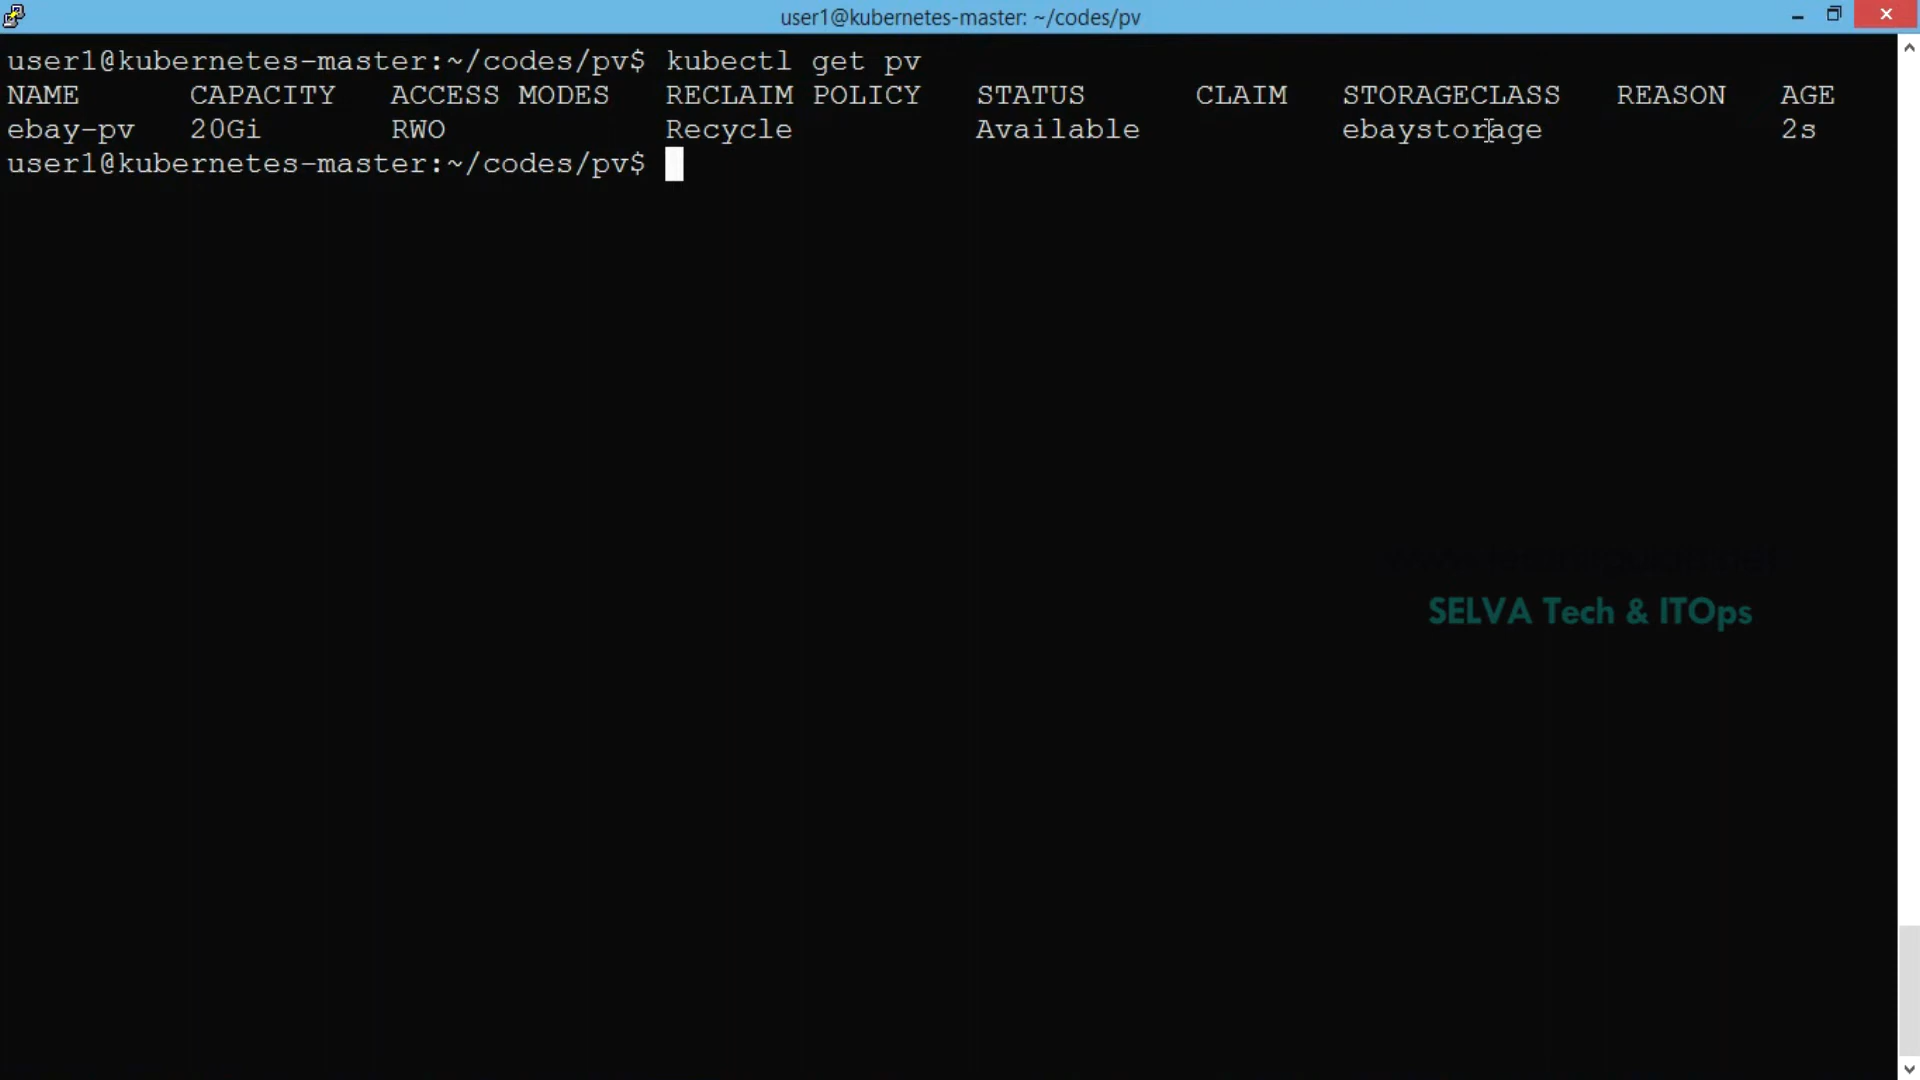 user1@kubernetes-master: ~/codes/pv
user1@kubernetes-master:~/codes/pv$ kubectl get pv
NAME CAPACITY ACCESS MODES RECLAIM POLICY STATUS CLAIM STORAGECLASS REASON AGE
ebay-pv 20Gi RWO Recycle Available ebaystorage 2s
user1@kubernetes-master:~/codes/pv$
SELVA Tech & ITOps